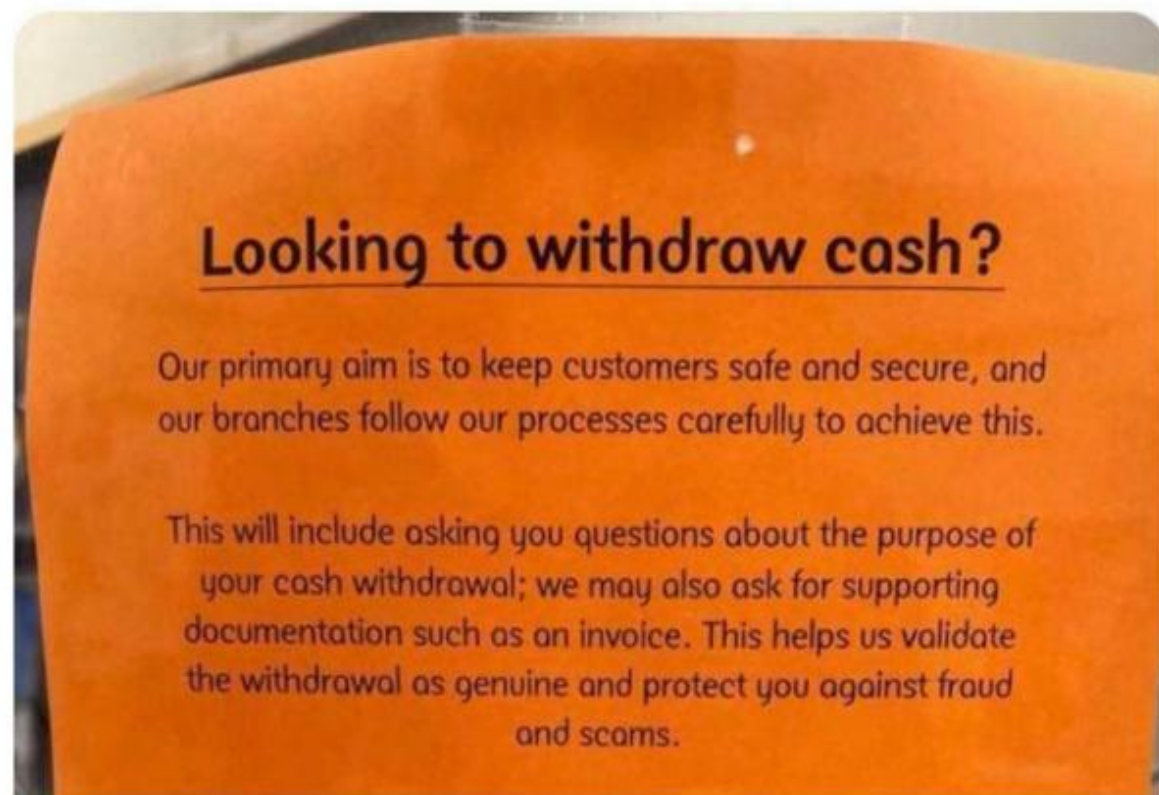 Looking to withdraw cash?
Our primary aim is to keep customers safe and secure, and
our branches follow our processes carefully to achieve this.
This will include asking you questions about the purpose of
your cash withdrawal; we may also ask for supporting
documentation such as an invoice. This helps us validate
the withdrawal as genuine and protect you against fraud
and scams.